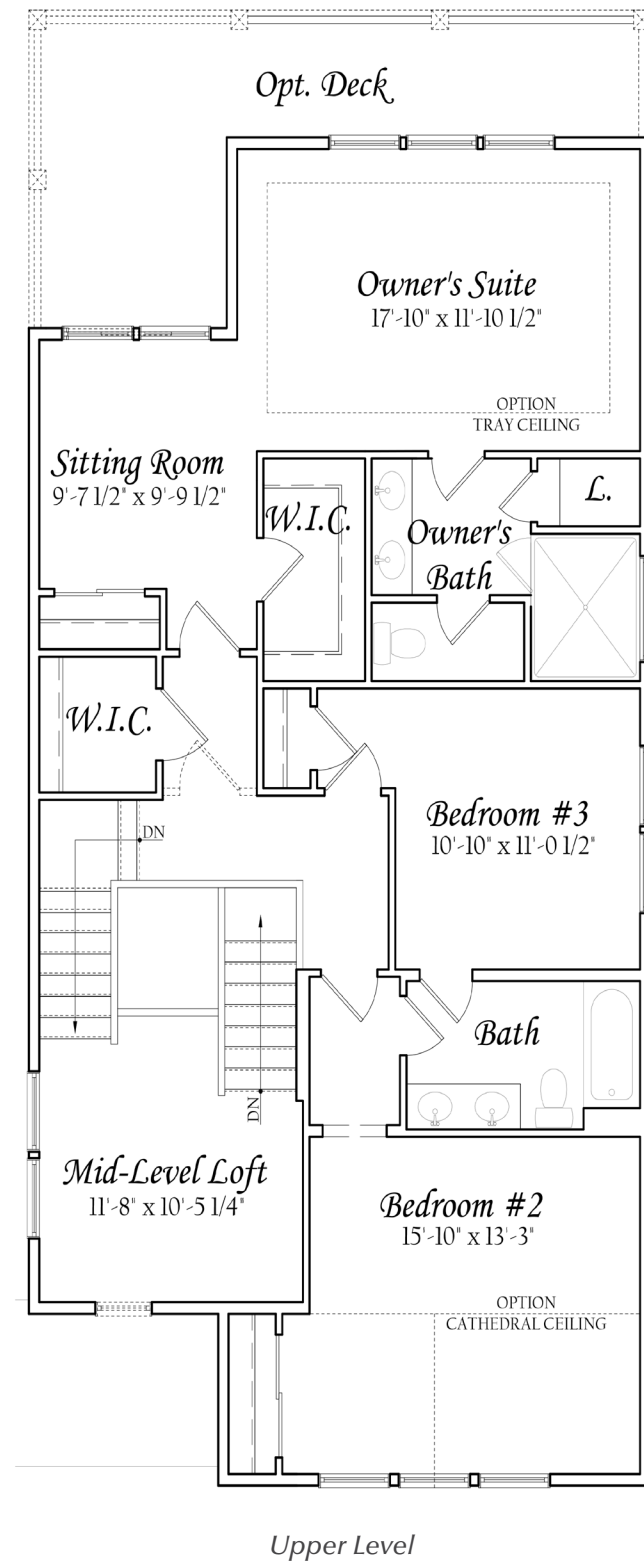 Opt. Deck
Owner's Suite
17'-10" x 11'-10 1/2"
OPTION
TRAY CEILING
Sitting Room
9'-7 1/2" x 9'-9 1/2"
W.I.C.
Owner's
Bath
L.
W.I.C.
Bedroom #3
10'-10" x 11'-0 1/2"
DN
Bath
DN
Mid-Level Loft
11'-8" x 10'-5 1/4"
Bedroom #2
15'-10" x 13'-3"
OPTION
CATHEDRAL CEILING
Upper Level